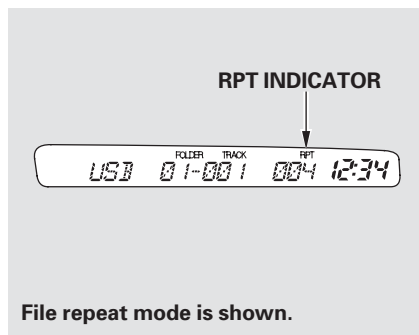 RPT INDICATOR
FOLDER TRACK RPT
USB 01-001 004 12:34
File repeat mode is shown.